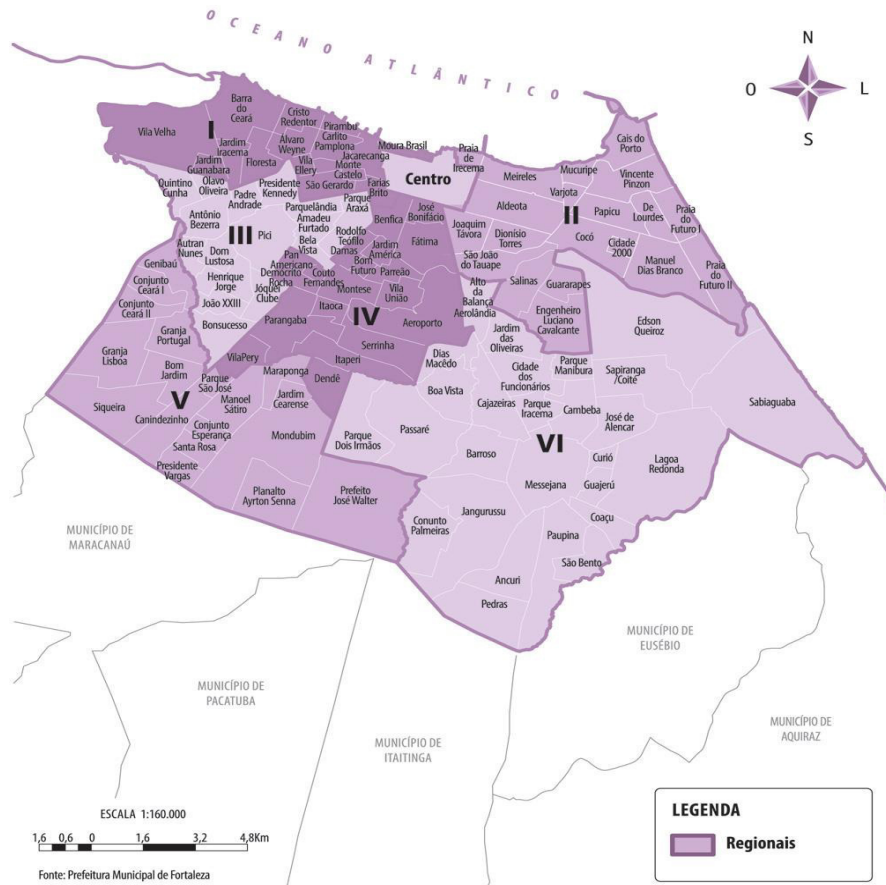 OCEANO ATLÂNTICO
N
O
L
S
I
Vila Velha
Barra
do
Ceará
Cristo
Redentor
Pirambu
Carlito
Pamplona
Jacarecanga
Moura Brasil
Álvaro
Weyne
Jardim
Iracema
Floresta
Vila
Ellery
Monte
Castelo
São Gerardo
Farias
Brito
Jardim
Guanabara
Centro
Praia
de
Irecema
Meireles
Mucuripe
Cais do
Porto
Vincente
Pinzon
Varjota
Aldeota
II
Papicu
De
Lourdes
Praia do
Futuro I
Joaquim
Távora
Dionísio
Torres
Cocó
Cidade
2000
Manuel
Dias Branco
Praia do
Futuro II
São João
do Tauape
Salinas
Guararapes
Engenheiro
Luciano
Cavalcante
Quintino
Cunha
Olavo
Oliveira
Padre
Andrade
Presidente
Kennedy
Parquelândia
Amadeu
Furtado
Parque
Araxá
Antônio
Bezerra
III
Pici
Bela
Vista
Rodolfo
Teófilo
Autran
Nunes
Dom
Lustosa
Henrique
Jorge
João XXIII
Jóquei
Clube
Bonsucesso
Benfica
José
Bonifácio
Damas
Jardim
América
Fátima
Bom
Futuro
Parreão
Pan
Americano
Demócrito
Rocha
Couto
Fernandes
Montese
Vila
União
Itaoca
IV
Aeroporto
Parangaba
Serrinha
VilaPery
Itaperi
Dendê
Genibaú
Conjunto
Ceará I
Conjunto
Ceará II
Granja
Portugal
Granja
Lisboa
Bom
Jardim
V
Parque
São José
Maraponga
Manoel
Sátiro
Jardim
Cearense
Siqueira
Canindezinho
Conjunto
Esperança
Santa Rosa
Mondubim
Presidente
Vargas
Planalto
Ayrton Senna
Prefeito
José Walter
Alto
da
Balança
Aerolândia
Jardim
das
Oliveiras
Edson
Queiroz
Dias
Macêdo
Cidade
dos
Funcionários
Parque
Manibura
Sapiranga
/Coité
Sabiaguaba
Boa Vista
Cajazeiras
Parque
Iracema
Cambeba
José de
Alencar
Parque
Dois Irmãos
Passaré
Barroso
VI
Curió
Lagoa
Redonda
Messejana
Guajerú
Conunto
Palmeiras
Jangurussu
Coaçu
Paupina
São Bento
Ancuri
Pedras
MUNICÍPIO DE
MARACANAÚ
MUNICÍPIO DE
PACATUBA
MUNICÍPIO DE
ITAITINGA
MUNICÍPIO DE
EUSÉBIO
MUNICÍPIO DE
AQUIRAZ
ESCALA 1:160.000
1,6 0,6 0 1,6 3,2 4,8Km
Fonte: Prefeitura Municipal de Fortaleza
LEGENDA
Regionais